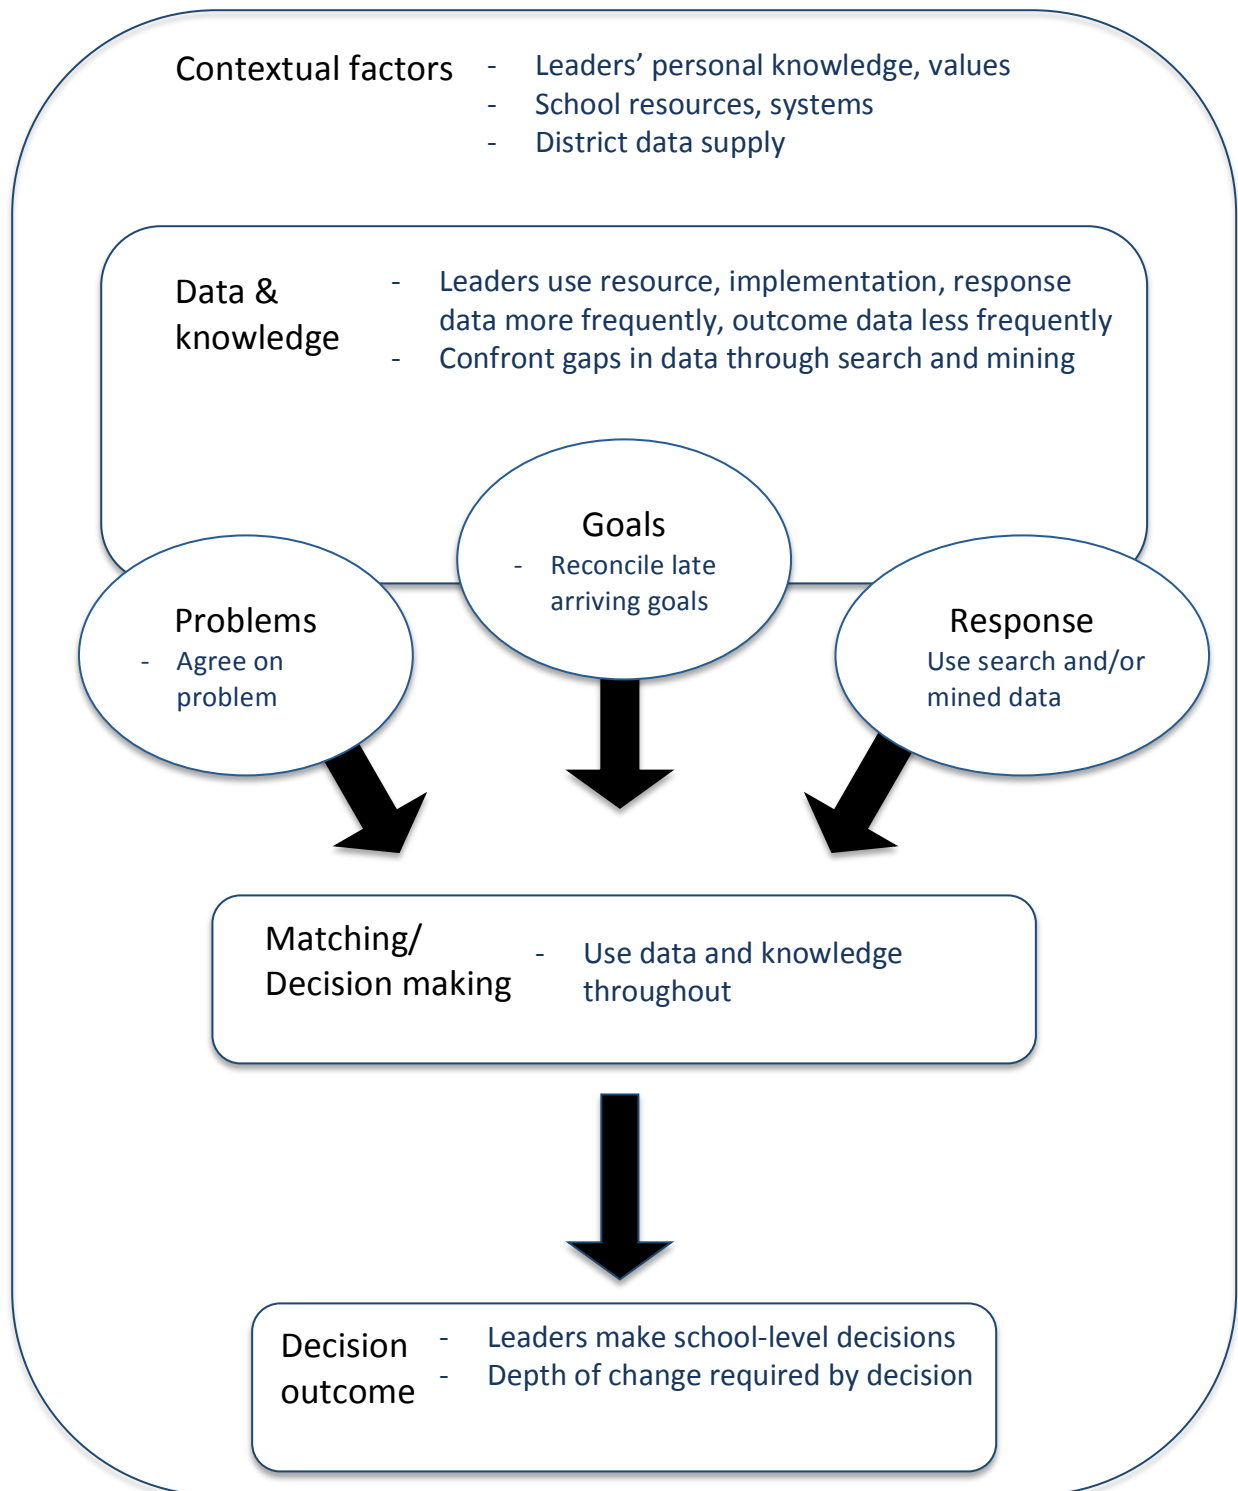 Contextual factors
- Leaders’ personal knowledge, values
- School resources, systems
- District data supply
Data &
knowledge
- Leaders use resource, implementation, response
data more frequently, outcome data less frequently
- Confront gaps in data through search and mining
Goals
- Reconcile late
arriving goals
Problems
- Agree on
problem
Response
Use search and/or
mined data
Matching/
Decision making
- Use data and knowledge
throughout
Decision
outcome
- Leaders make school-level decisions
- Depth of change required by decision